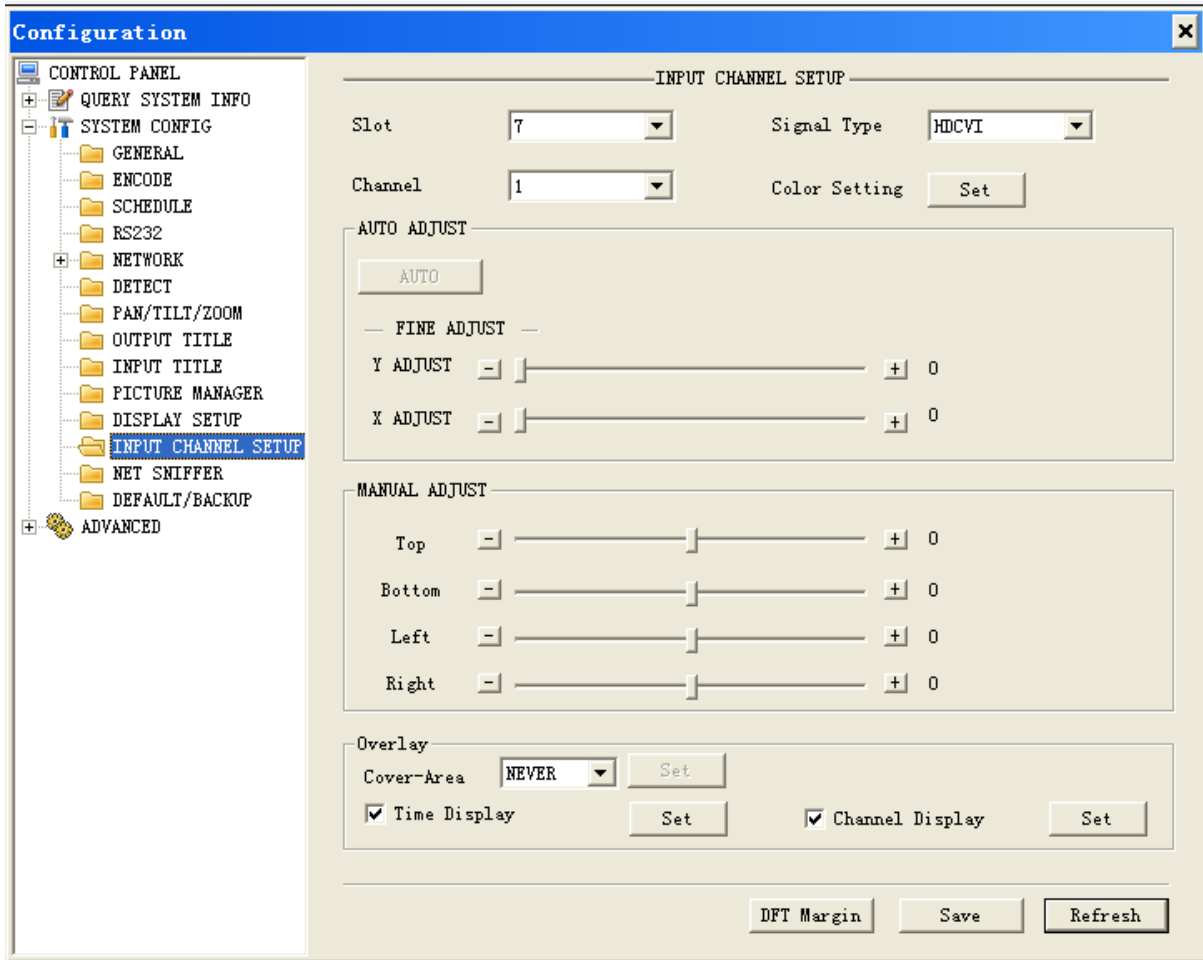 Configuration
CONTROL PANEL
QUERY SYSTEM INFO
SYSTEM CONFIG
GENERAL
ENCODE
SCHEDULE
RS232
NETWORK
DETECT
PAN/TILT/ZOOM
OUTPUT TITLE
INPUT TITLE
PICTURE MANAGER
DISPLAY SETUP
INPUT CHANNEL SETUP
NET SNIFFER
DEFAULT/BACKUP
ADVANCED
INPUT CHANNEL SETUP
Slot 7 Signal Type HDCVI
Channel 1 Color Setting Set
AUTO ADJUST
AUTO
FINE ADJUST
Y ADJUST - + 0
X ADJUST - + 0
MANUAL ADJUST
Top - + 0
Bottom - + 0
Left - + 0
Right - + 0
Overlay
Cover-Area NEVER Set
Time Display Set Channel Display Set
DFT Margin Save Refresh